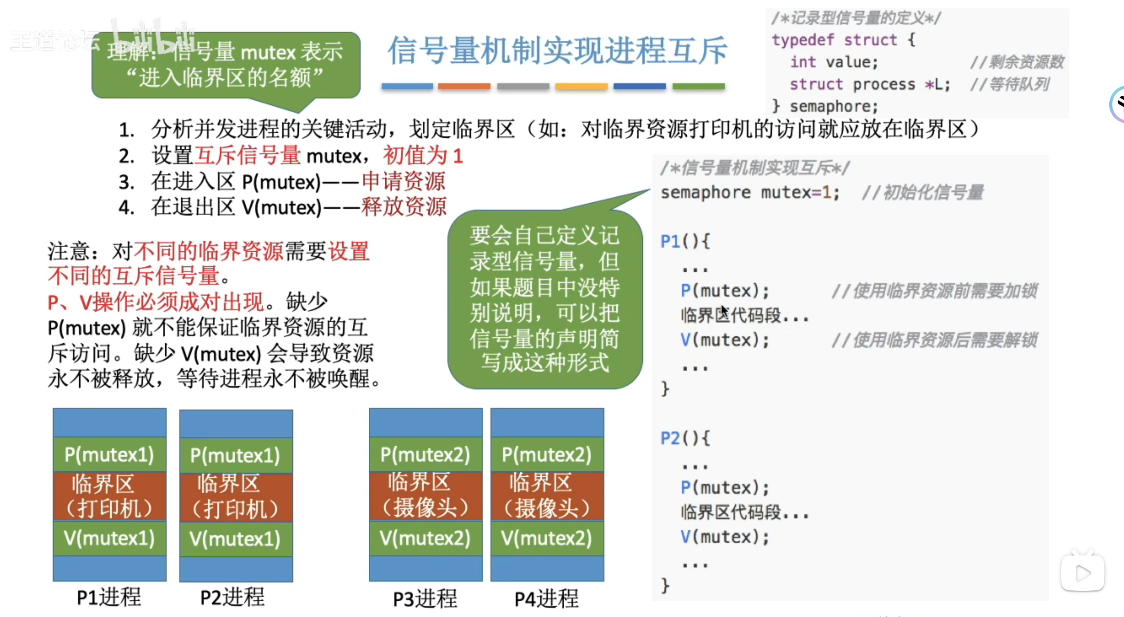 王道论坛 bilibili
理解：信号量 mutex 表示
“进入临界区的名额”
信号量机制实现进程互斥
/*记录型信号量的定义*/
typedef struct {
int value; //剩余资源数
struct process *L; //等待队列
} semaphore;
1. 分析并发进程的关键活动，划定临界区（如：对临界资源打印机的访问就应放在临界区）
2. 设置互斥信号量 mutex，初值为 1
3. 在进入区 P(mutex)——申请资源
4. 在退出区 V(mutex)——释放资源
注意：对不同的临界资源需要设置
不同的互斥信号量。
P、V操作必须成对出现。缺少
P(mutex) 就不能保证临界资源的互
斥访问。缺少 V(mutex) 会导致资源
永不被释放，等待进程永不被唤醒。
要会自己定义记
录型信号量，但
如果题目中没特
别说明，可以把
信号量的声明简
写成这种形式
/*信号量机制实现互斥*/
semaphore mutex=1; //初始化信号量
P1(){
...
P(mutex); //使用临界资源前需要加锁
临界区代码段...
V(mutex); //使用临界资源后需要解锁
...
}
P2(){
...
P(mutex);
临界区代码段...
V(mutex);
...
}
P(mutex1)
临界区
（打印机）
V(mutex1)
P1进程
P(mutex1)
临界区
（打印机）
V(mutex1)
P2进程
P(mutex2)
临界区
（摄像头）
V(mutex2)
P3进程
P(mutex2)
临界区
（摄像头）
V(mutex2)
P4进程